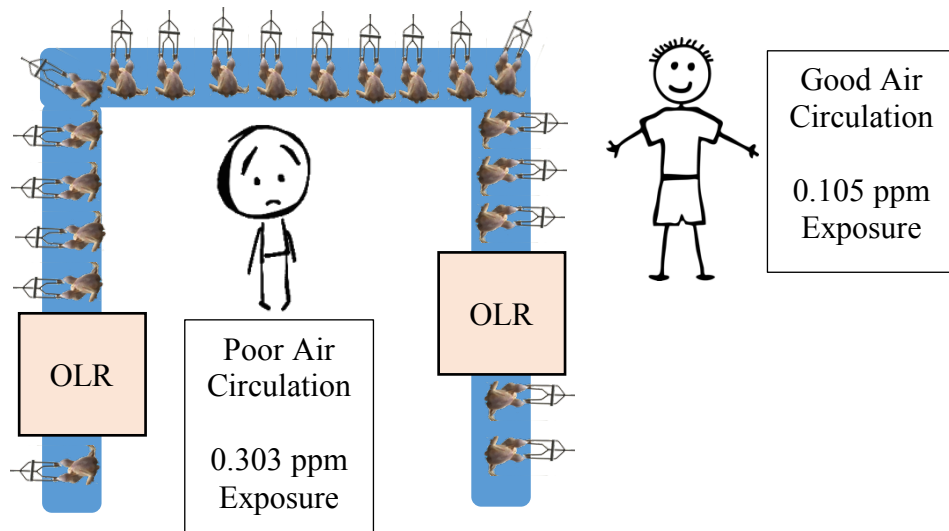 Good Air
Circulation
0.105 ppm
Exposure
OLR
OLR
Poor Air
Circulation
0.303 ppm
Exposure